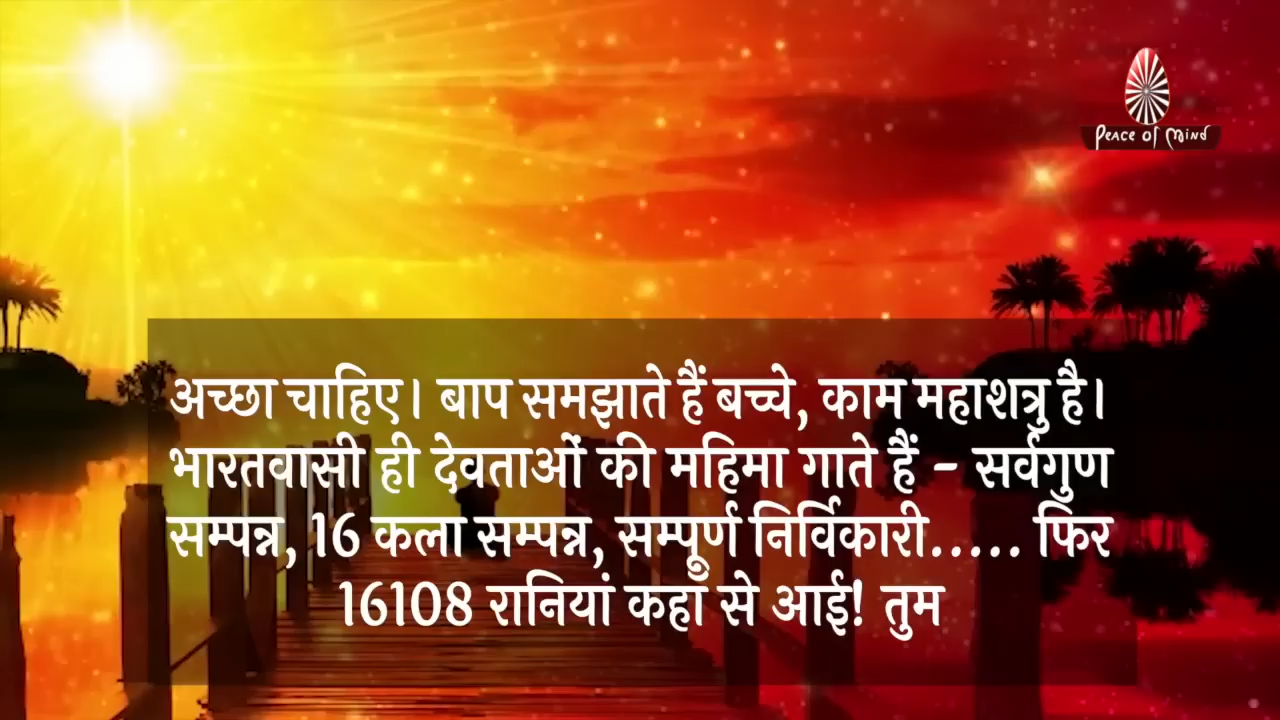 Peace of Mind
अच्छा चाहिए। बाप समझाते हैं बच्चे, काम महाशत्रु है।
भारतवासी ही देवताओं की महिमा गाते हैं - सर्वगुण
सम्पन्न, 16 कला सम्पन्न, सम्पूर्ण निर्विकारी..... फिर
16108 रानियां कहाँ से आई! तुम